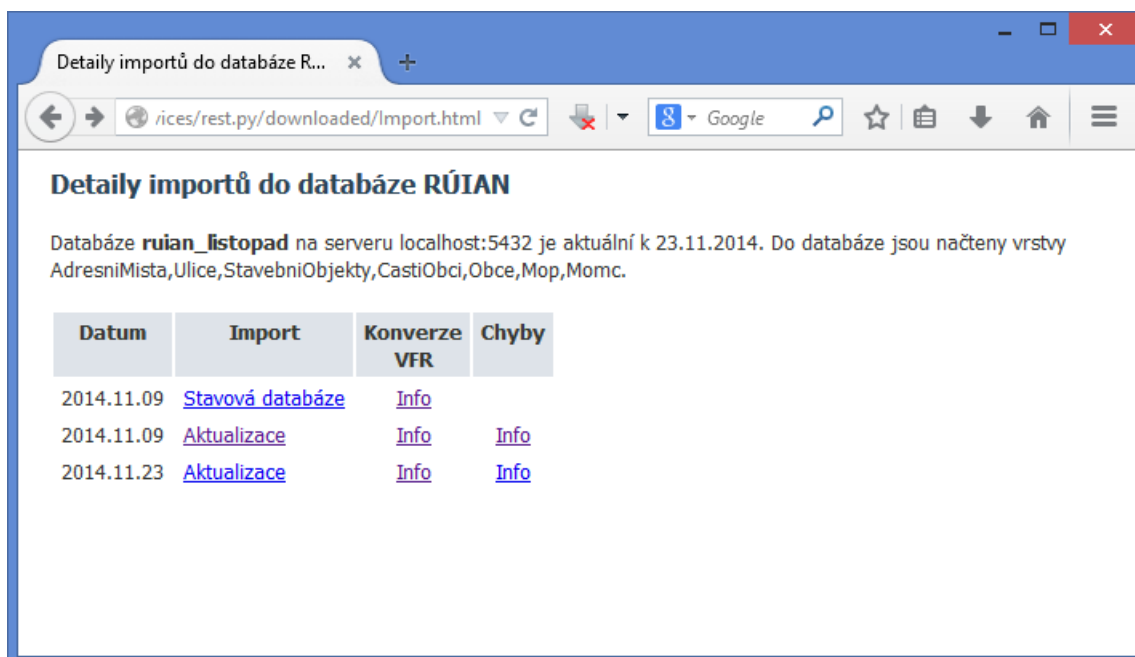 Detaily importů do databáze R...
ices/rest.py/downloaded/Import.html
8 Google
Detaily importů do databáze RÚIAN
Databáze ruian_listopad na serveru localhost:5432 je aktuální k 23.11.2014. Do databáze jsou načteny vrstvy
AdresniMista,Ulice,StavebniObjekty,CastiObci,Obce,Mop,Momc.
Datum Import Konverze VFR Chyby
2014.11.09 Stavová databáze Info
2014.11.09 Aktualizace Info Info
2014.11.23 Aktualizace Info Info